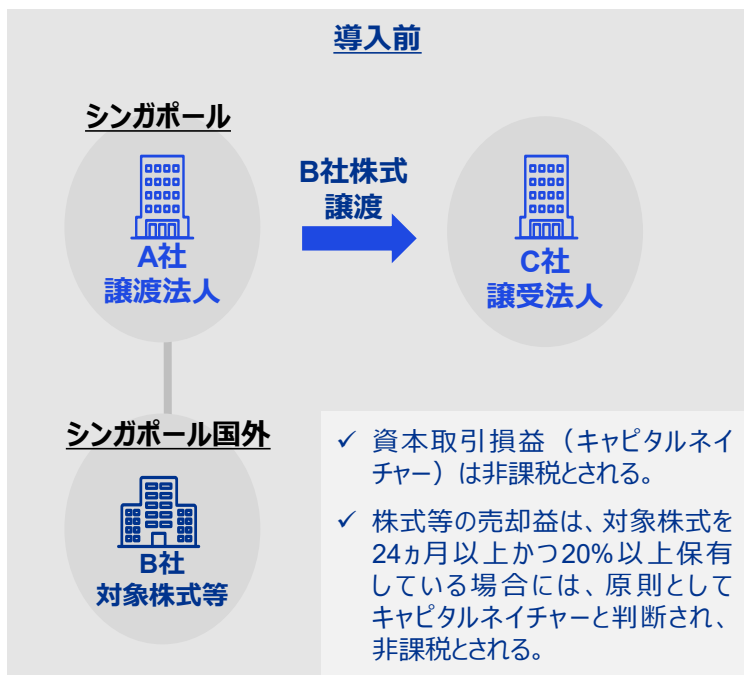 導入前
シンガポール
B社株式
譲渡
A社
譲渡法人
C社
譲受法人
シンガポール国外
B社
対象株式等
✓ 資本取引損益（キャピタルネイ
チャー）は非課税とされる。
✓ 株式等の売却益は、対象株式を
24ヵ月以上かつ20%以上保有
している場合には、原則として
キャピタルネイチャーと判断され、
非課税とされる。